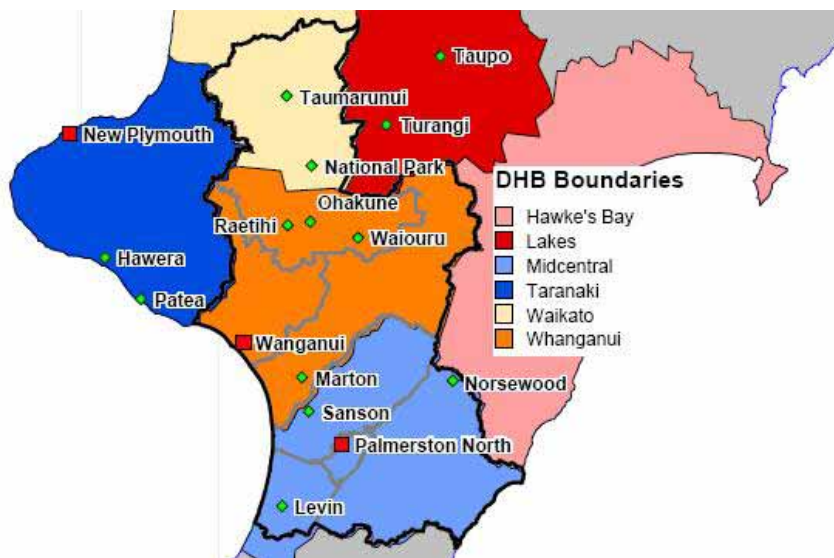 Taupo
Taumarunui
Turangi
New Plymouth
National Park
DHB Boundaries
Ohakune
Hawke's Bay
Raetihi
Waiouru
Lakes
Hawera
Midcentral
Patea
Taranaki
Waikato
Wanganui
Whanganui
Marton
Norsewood
Sanson
Palmerston North
Levin